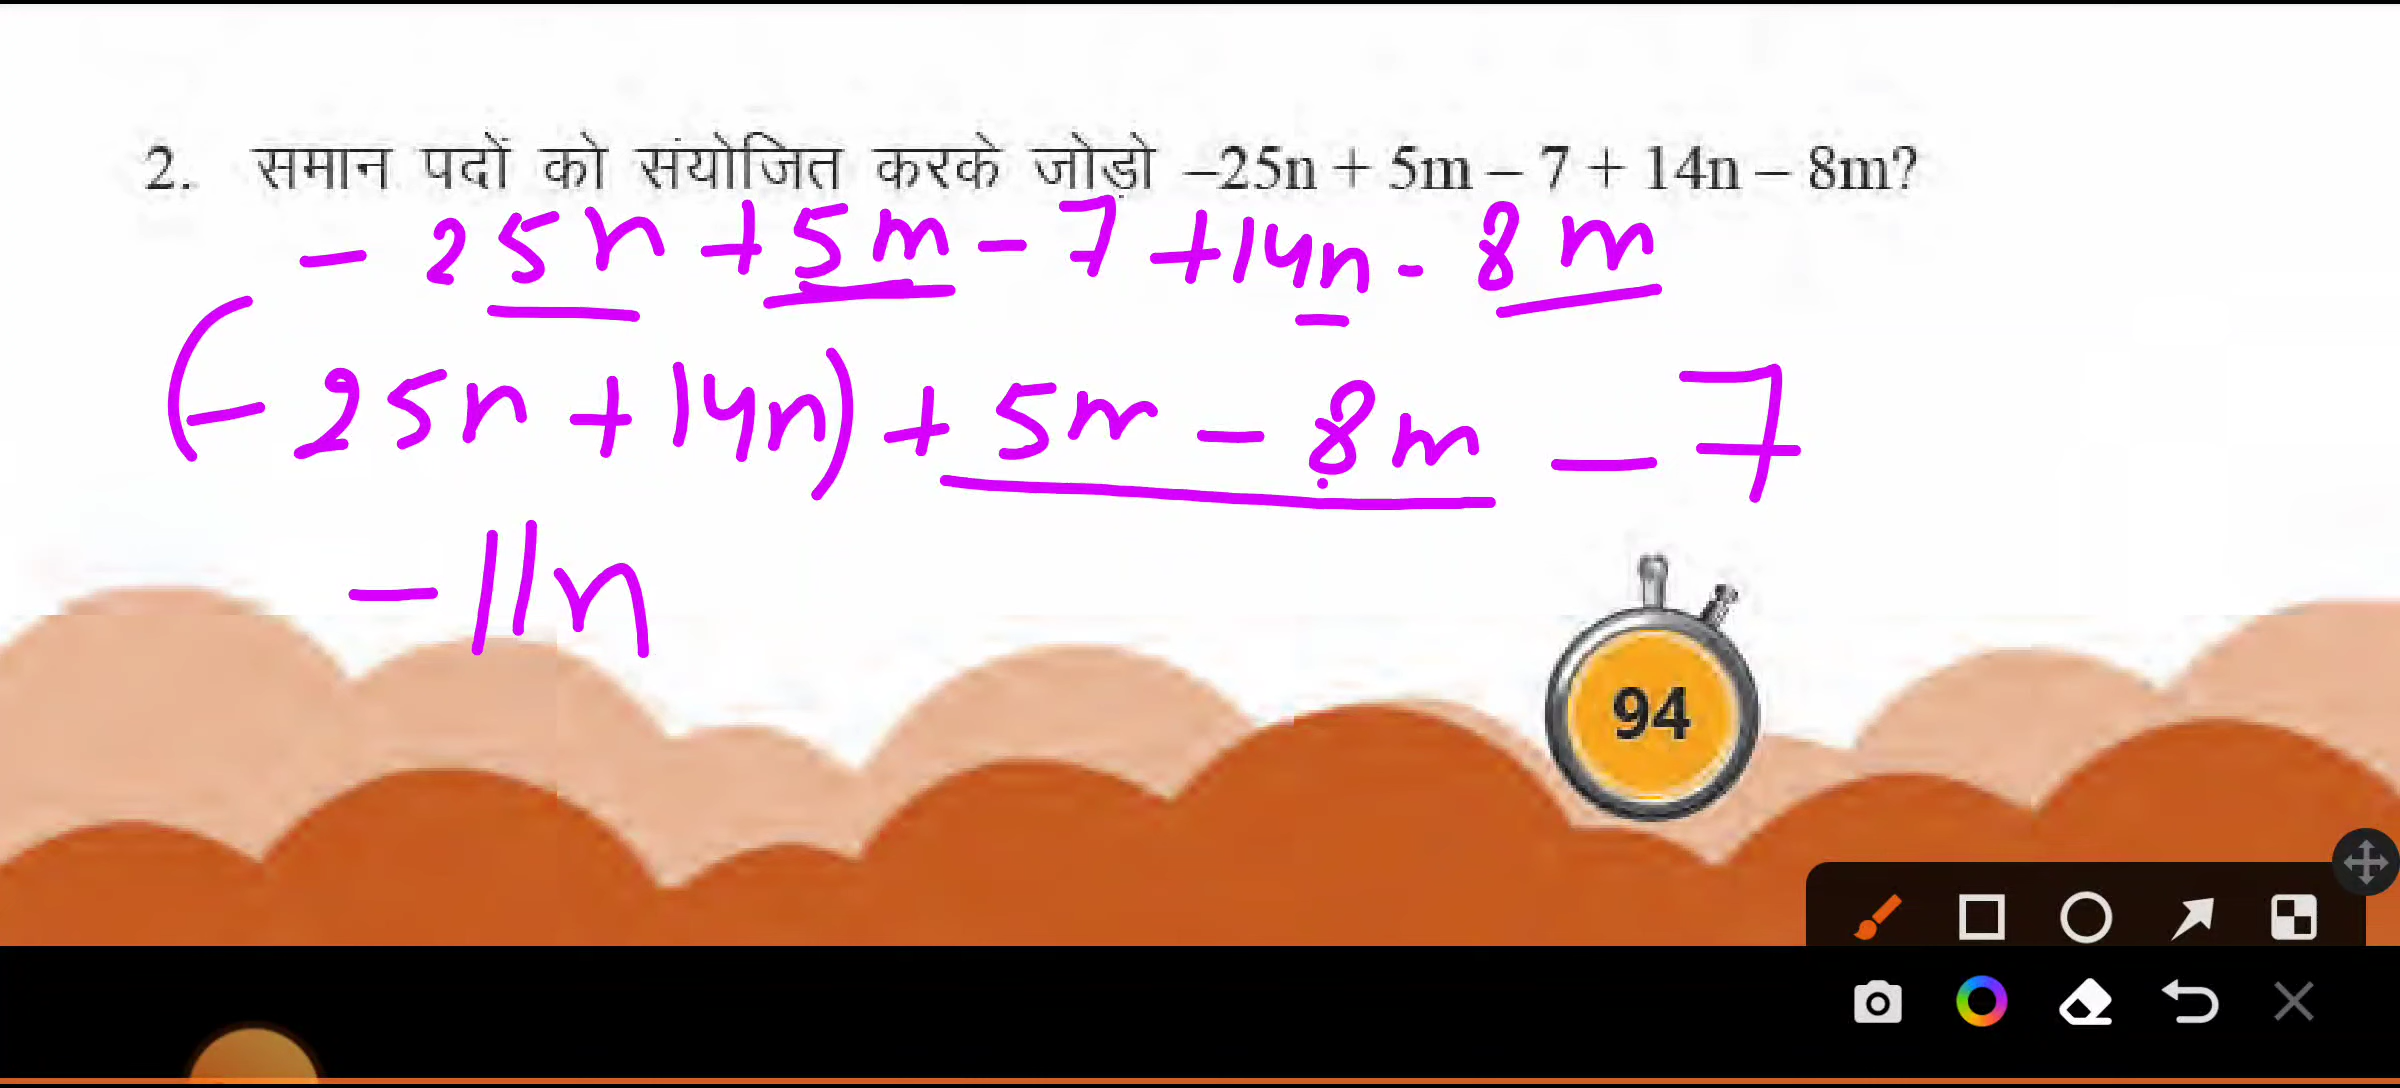 2. समान पदों को संयोजित करके जोड़ो –25n + 5m – 7 + 14n – 8m?
- 25n + 5m - 7 + 14n - 8m
(- 25n + 14n) + 5m - 8m - 7
- 11n
94